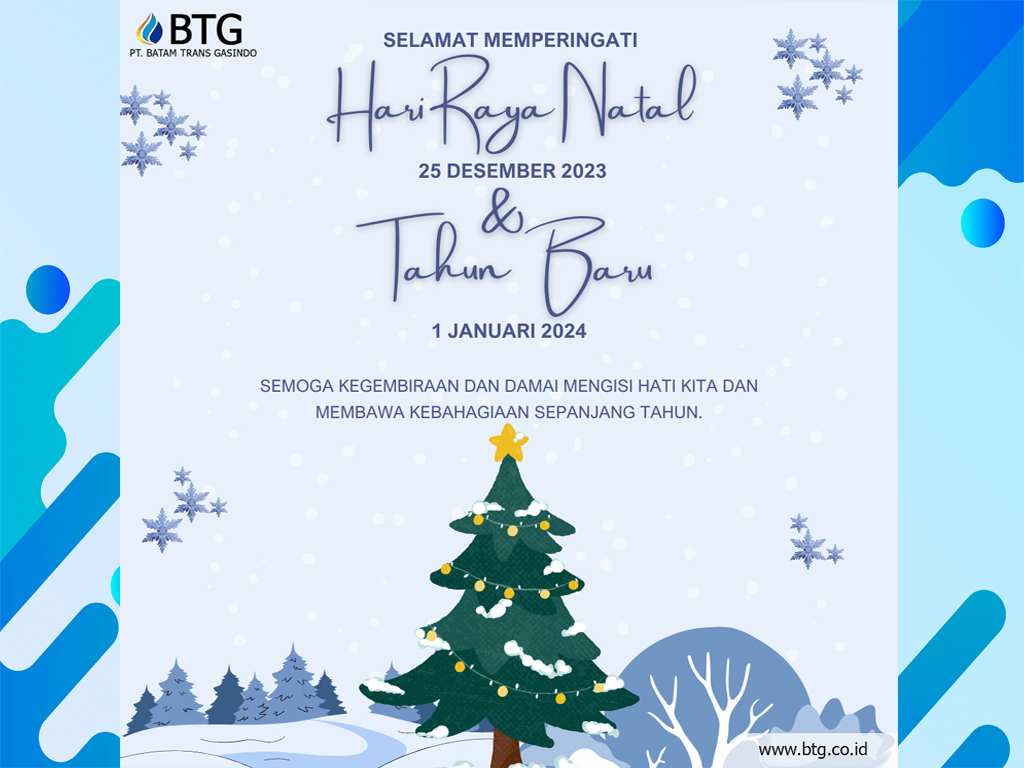 BTG
PT. BATAM TRANS GASINDO
SELAMAT MEMPERINGATI
Hari Raya Natal
25 DESEMBER 2023
&
Tahun Baru
1 JANUARI 2024
SEMOGA KEGEMBIRAAN DAN DAMAI MENGISI HATI KITA DAN
MEMBAWA KEBAHAGIAAN SEPANJANG TAHUN.
www.btg.co.id